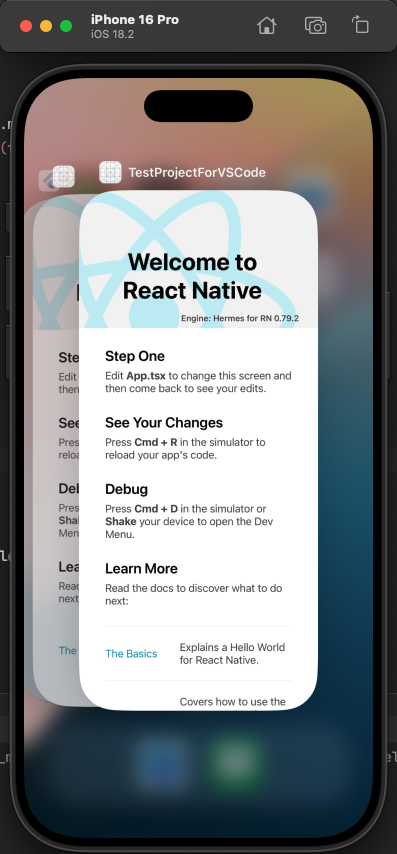 iPhone 16 Pro
iOS 18.2
TestProjectForVSCode
Welcome to
React Native
Engine: Hermes for RN 0.79.2
Step One
Edit App.tsx to change this screen and
then come back to see your edits.
See Your Changes
Press Cmd + R in the simulator to
reload your app's code.
Debug
Press Cmd + D in the simulator or
Shake your device to open the Dev
Menu.
Learn More
Read the docs to discover what to do
next:
The Basics
Explains a Hello World
for React Native.
Covers how to use the
Ste
Edit
then
See
Pres
reloa
Del
Pres
Sha
Men
Lea
Read
next
The